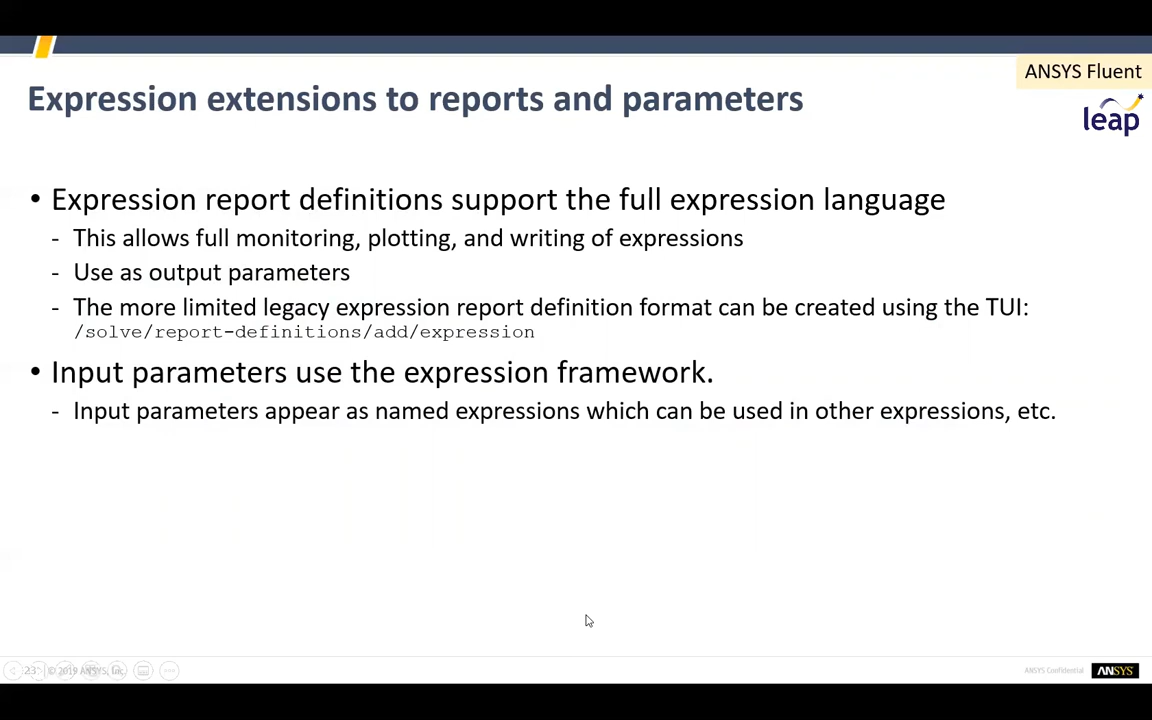 ANSYS Fluent
leap
Expression extensions to reports and parameters
• Expression report definitions support the full expression language
- This allows full monitoring, plotting, and writing of expressions
- Use as output parameters
- The more limited legacy expression report definition format can be created using the TUI:
/solve/report-definitions/add/expression
• Input parameters use the expression framework.
- Input parameters appear as named expressions which can be used in other expressions, etc.
23 © 2019 ANSYS, Inc.
ANSYS Confidential
ANSYS